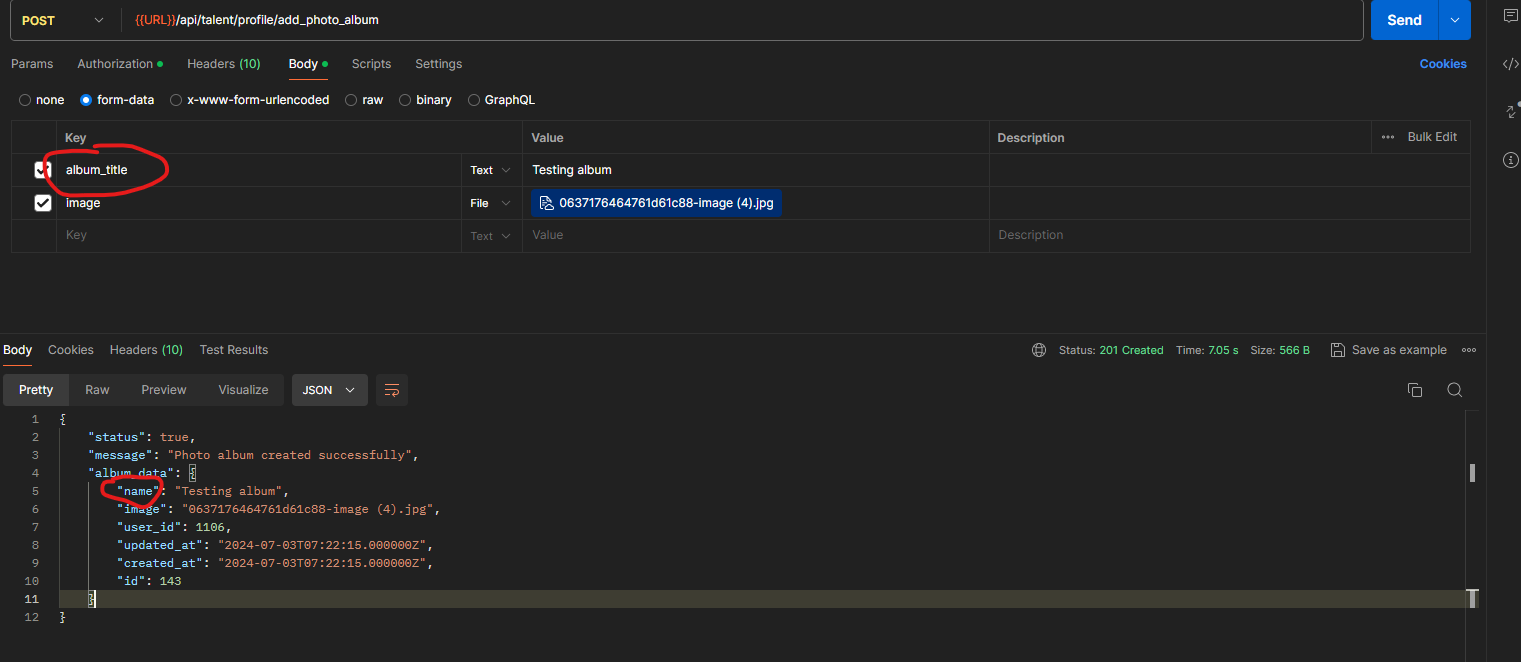 POST {{URL}}/api/talent/profile/add_photo_album Send
Params Authorization Headers (10) Body Scripts Settings Cookies
none form-data x-www-form-urlencoded raw binary GraphQL
Key Value Description Bulk Edit
album_title Text Testing album
image File 0637176464761d61c88-image (4).jpg
Key Text Value Description
Body Cookies Headers (10) Test Results Status: 201 Created Time: 7.05 s Size: 566 B Save as example
Pretty Raw Preview Visualize JSON
1 {
2 "status": true,
3 "message": "Photo album created successfully",
4 "album_data": {
5 "name": "Testing album",
6 "image": "0637176464761d61c88-image (4).jpg",
7 "user_id": 1106,
8 "updated_at": "2024-07-03T07:22:15.000000Z",
9 "created_at": "2024-07-03T07:22:15.000000Z",
10 "id": 143
11 }
12 }